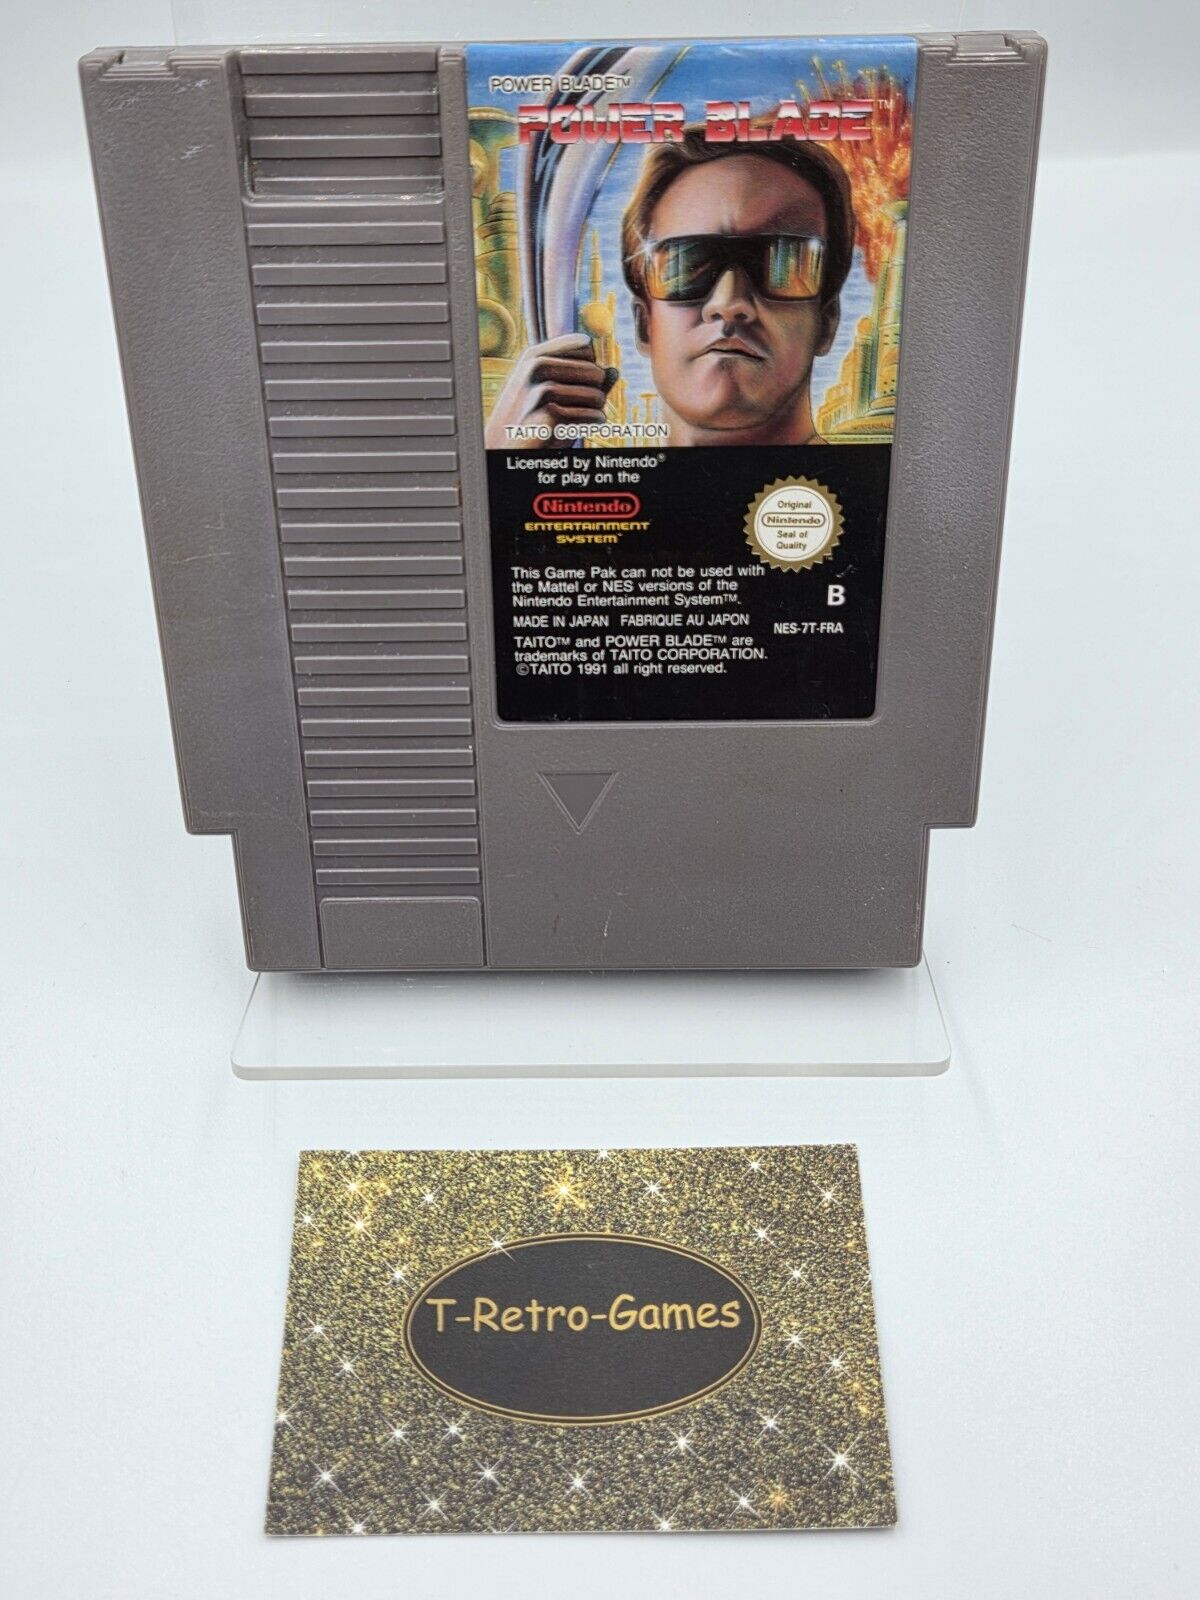 POWER BLADE™
POWER BLADE™
TAITO CORPORATION
Licensed by Nintendo®
for play on the
Nintendo
ENTERTAINMENT
SYSTEM™
Original
Nintendo
Seal of
Quality
™
This Game Pak can not be used with
the Mattel or NES versions of the
Nintendo Entertainment System™.
B
MADE IN JAPAN FABRIQUE AU JAPON
NES-7T-FRA
TAITO™ and POWER BLADE™ are
trademarks of TAITO CORPORATION.
©TAITO 1991 all right reserved.
T-Retro-Games